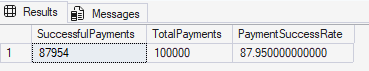 Results Messages
SuccessfulPayments TotalPayments PaymentSuccessRate
1 87954 100000 87.950000000000